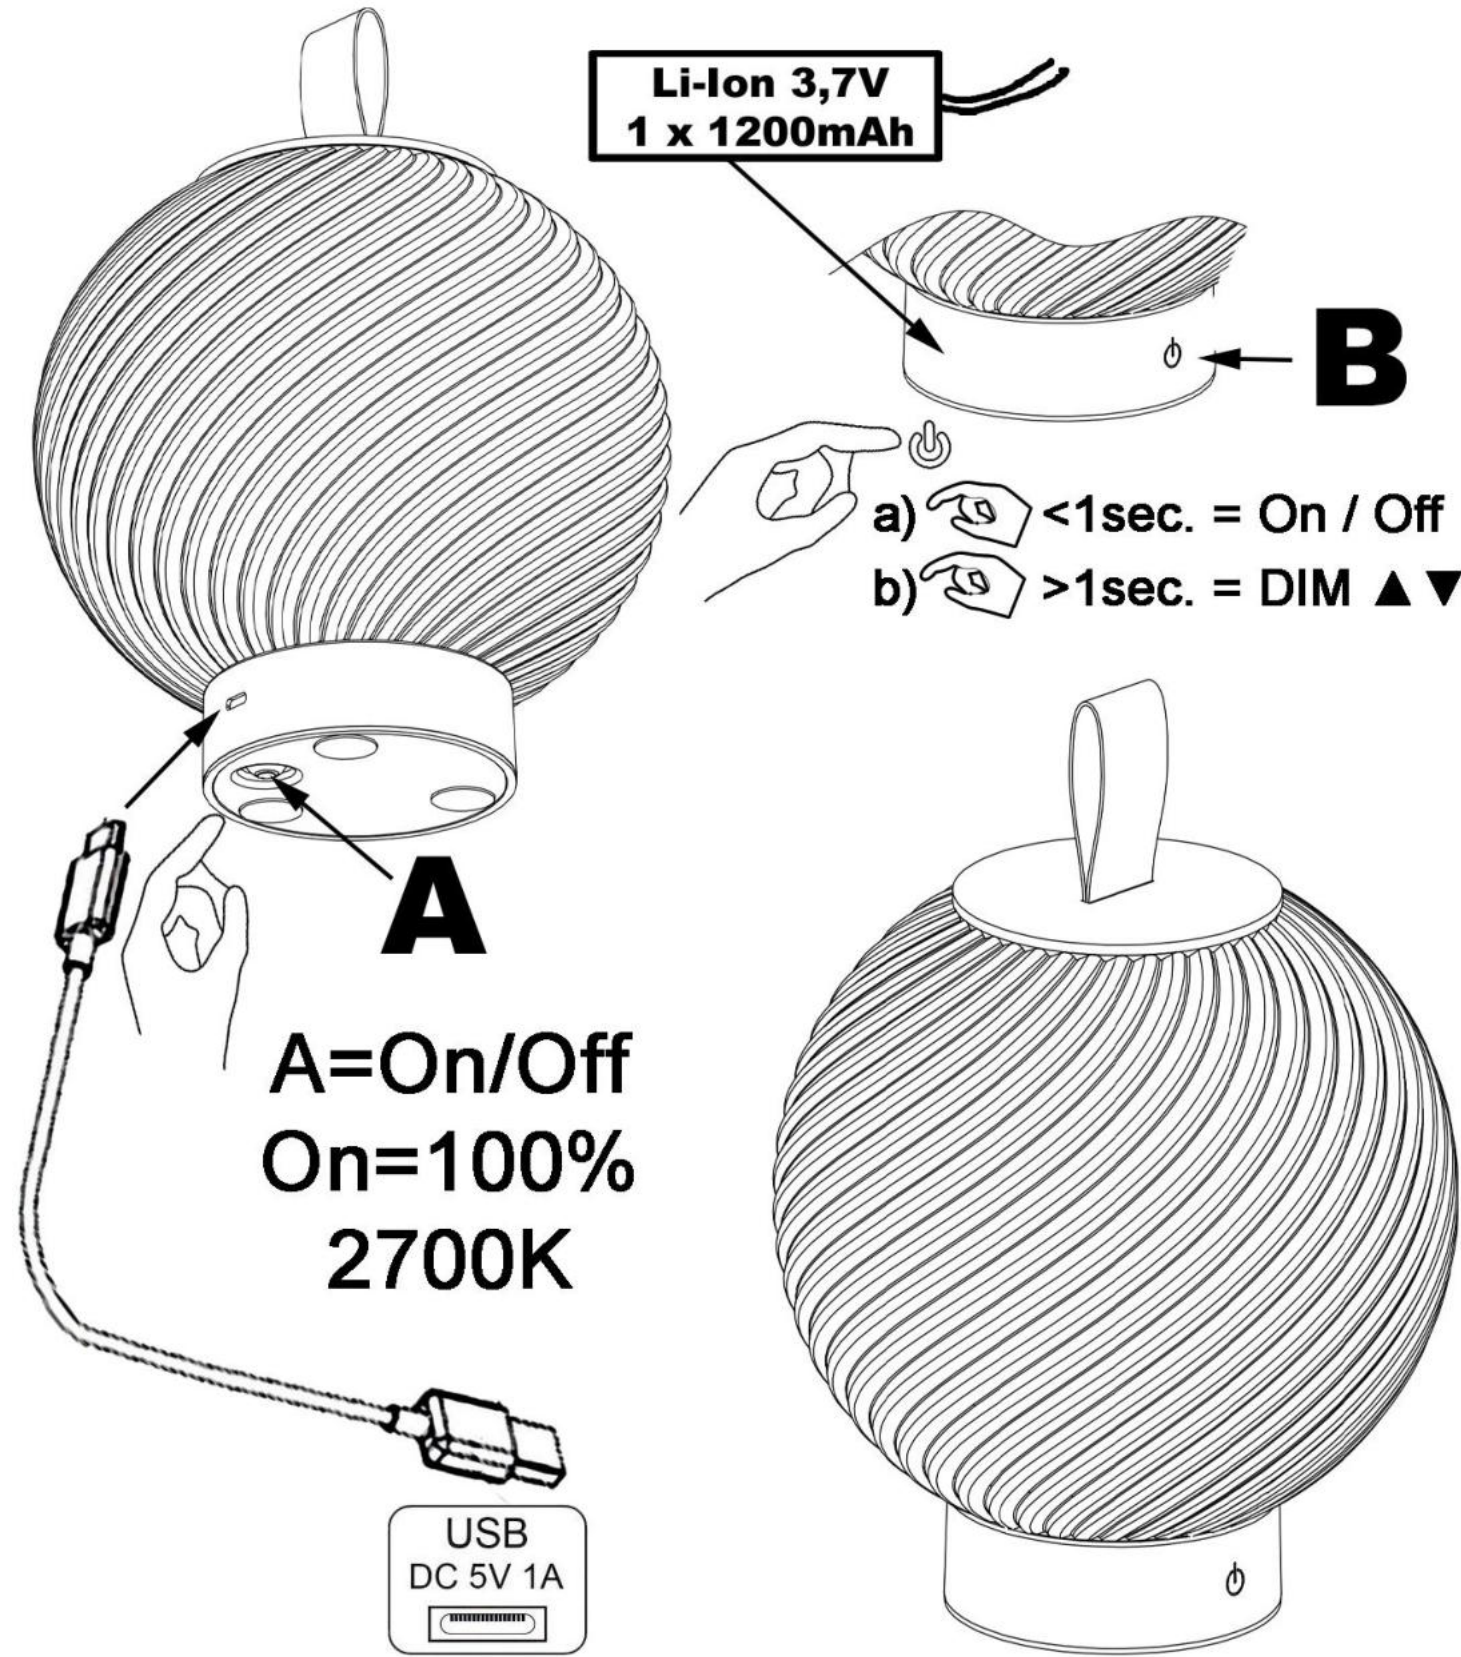 Li-Ion 3,7V
1 x 1200mAh
B
a) <1sec. = On / Off
b) >1sec. = DIM ▲▼
A
A=On/Off
On=100%
2700K
USB
DC 5V 1A